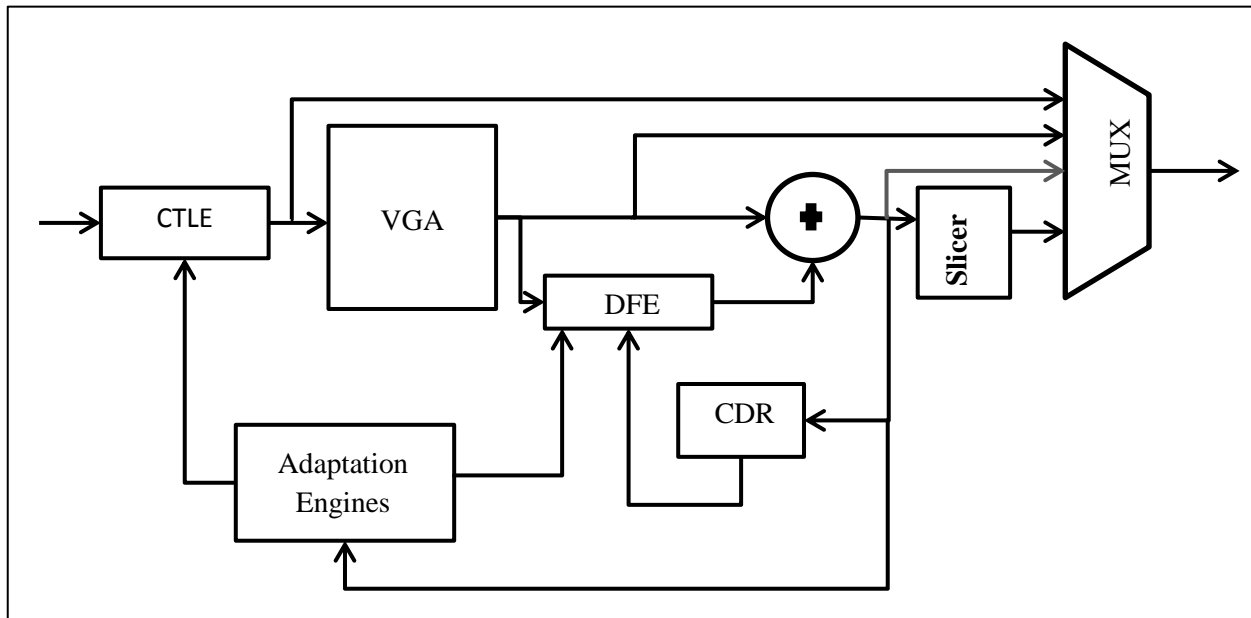 CTLE
VGA
DFE
Slicer
MUX
CDR
Adaptation
Engines